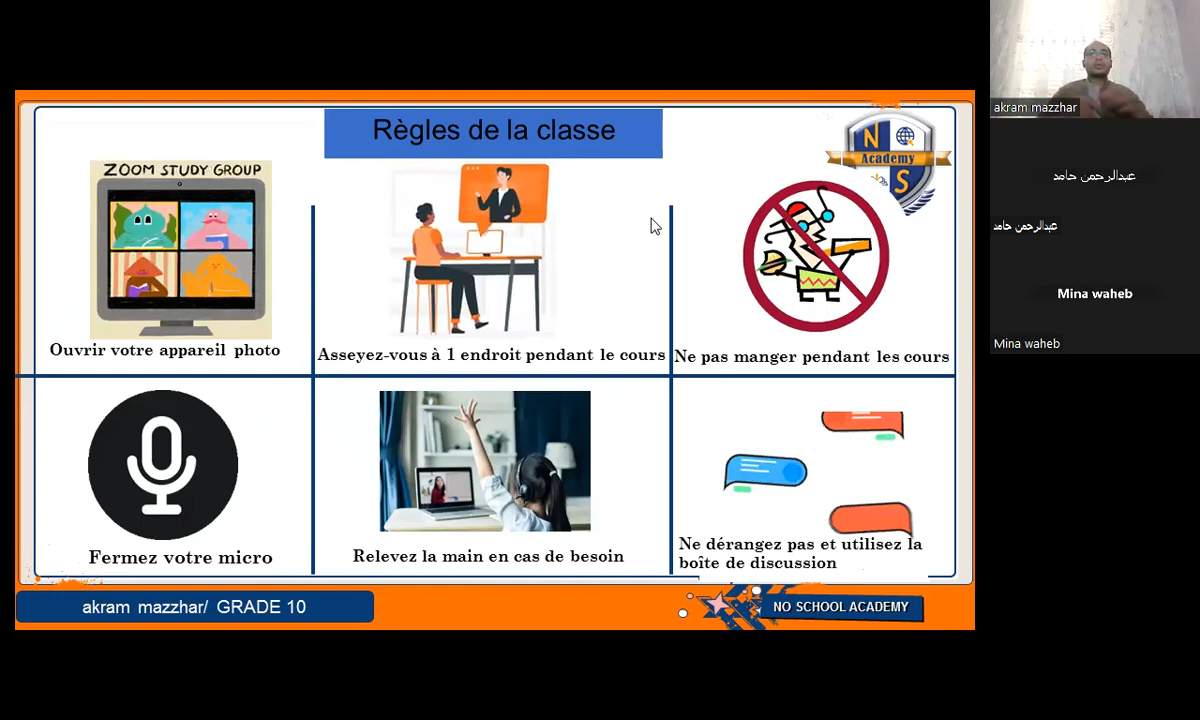 Règles de la classe
N
Academy
S
ZOOM STUDY GROUP
Ouvrir votre appareil photo
Asseyez-vous à 1 endroit pendant le cours
Ne pas manger pendant les cours
Fermez votre micro
Relevez la main en cas de besoin
Ne dérangez pas et utilisez la
boîte de discussion
akram mazzhar/ GRADE 10
NO SCHOOL ACADEMY
akram mazzhar
عبدالرحمن حامد
عبدالرحمن حامد
Mina waheb
Mina waheb